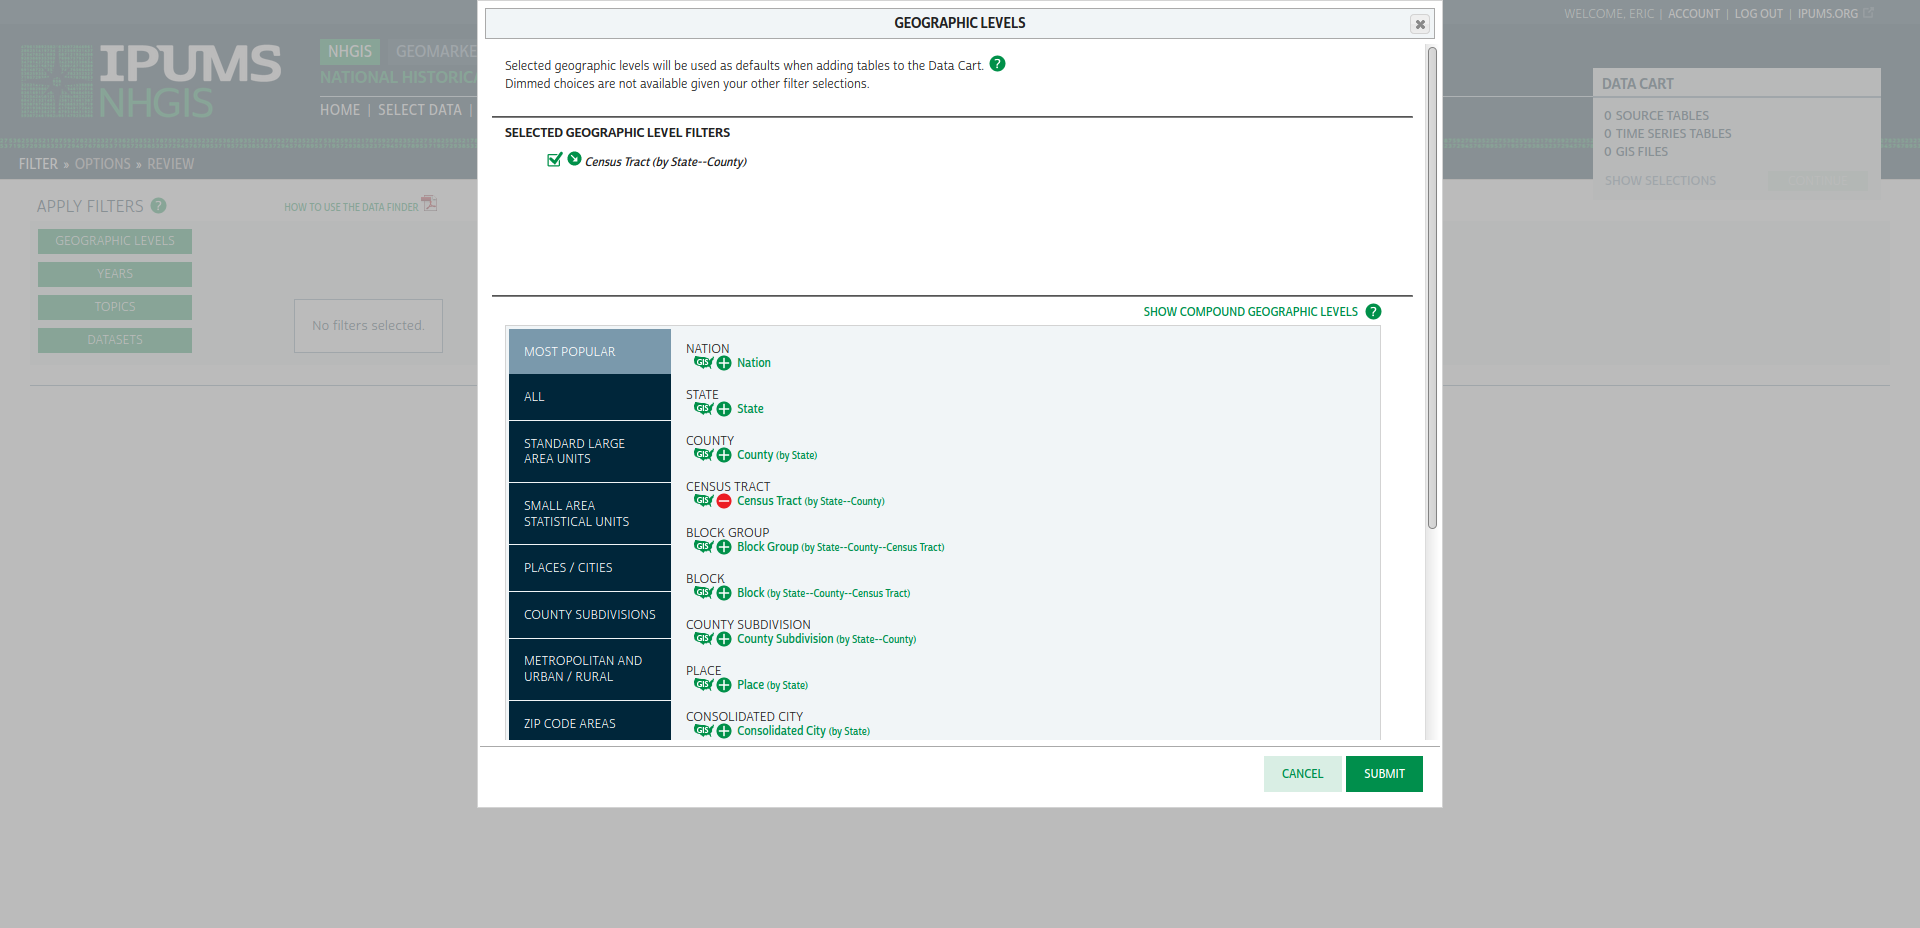 GEOGRAPHIC LEVELS
WELCOME, ERIC | ACCOUNT | LOG OUT | IPUMS.ORG
IPUMS
NHGIS
NHGIS GEOMARKE
NATIONAL HISTORICA
HOME | SELECT DATA |
FILTER » OPTIONS » REVIEW
DATA CART
0 SOURCE TABLES
0 TIME SERIES TABLES
0 GIS FILES
SHOW SELECTIONS
APPLY FILTERS ?
HOW TO USE THE DATA FINDER
GEOGRAPHIC LEVELS
YEARS
TOPICS
DATASETS
No filters selected.
Selected geographic levels will be used as defaults when adding tables to the Data Cart. ?
Dimmed choices are not available given your other filter selections.
SELECTED GEOGRAPHIC LEVEL FILTERS
Census Tract (by State--County)
SHOW COMPOUND GEOGRAPHIC LEVELS ?
MOST POPULAR
ALL
STANDARD LARGE
AREA UNITS
SMALL AREA
STATISTICAL UNITS
PLACES / CITIES
COUNTY SUBDIVISIONS
METROPOLITAN AND
URBAN / RURAL
ZIP CODE AREAS
NATION
GIS Nation
STATE
GIS State
COUNTY
GIS County (by State)
CENSUS TRACT
GIS Census Tract (by State--County)
BLOCK GROUP
GIS Block Group (by State--County--Census Tract)
BLOCK
GIS Block (by State--County--Census Tract)
COUNTY SUBDIVISION
GIS County Subdivision (by State--County)
PLACE
GIS Place (by State)
CONSOLIDATED CITY
GIS Consolidated City (by State)
CANCEL
SUBMIT